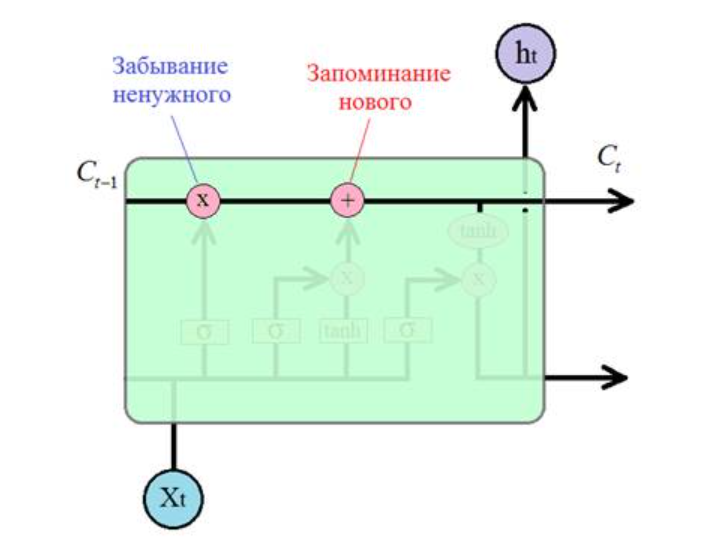 ht
Забывание
ненужного
Запоминание
нового
Ct-1
Ct
x
+
tanh
x
x
σ
σ
tanh
σ
Xt